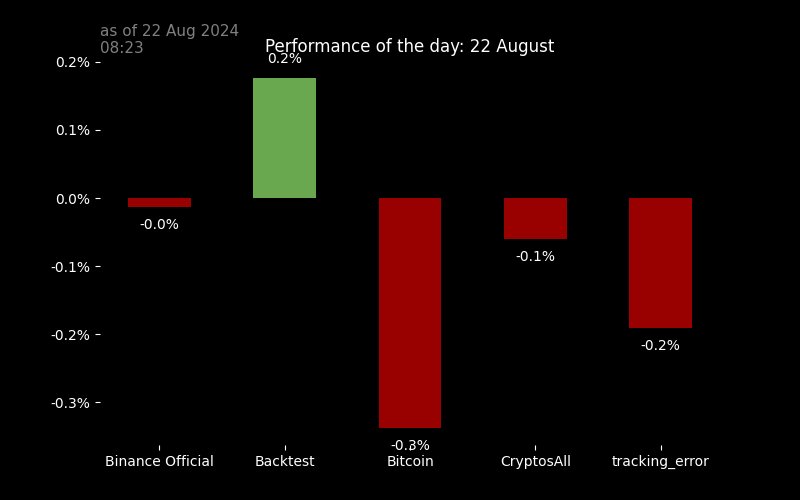 as of 22 Aug 2024
08:23
Performance of the day: 22 August
0.2%
0.1%
0.0%
-0.1%
-0.2%
-0.3%
0.2%
-0.0%
-0.3%
-0.1%
-0.2%
Binance Official
Backtest
Bitcoin
CryptosAll
tracking_error